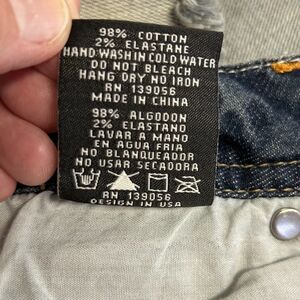 98% COTTON
2% ELASTANE
HAND WASH IN COLD WATER
DO NOT BLEACH
HANG DRY NO IRON
RN 139056
MADE IN CHINA
98% ALGODON
2% ELASTANO
LAVAR A MANO
EN AGUA FRIA
NO BLANQUEADOR
NO USAR SECADORA
RN 139056
DESIGN IN USA